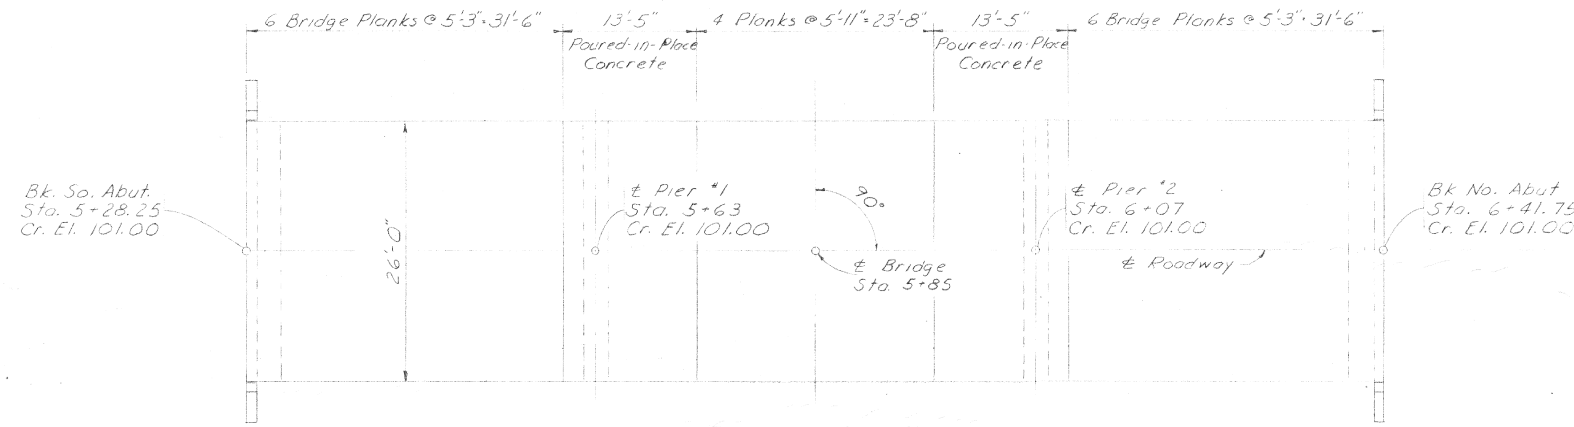 6 Bridge Planks @ 5'-3"=31'-6"
13'-5"
4 Planks @ 5'-11"=23'-8"
13'-5"
6 Bridge Planks @ 5'-3"=31'-6"
Poured-in-Place
Concrete
Poured-in-Place
Concrete
Bk. So. Abut.
Sta. 5+28.25
Cr. El. 101.00
26'-0"
℄ Pier #1
Sta. 5+63
Cr. El. 101.00
90°
℄ Bridge
Sta. 5+85
℄ Pier #2
Sta. 6+07
Cr. El. 101.00
℄ Roadway
Bk No. Abut
Sta. 6+41.75
Cr. El. 101.00